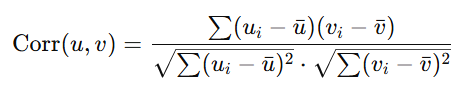 Corr(u, v) = ∑(uᵢ − ū)(vᵢ − v̄) / √∑(uᵢ − ū)² · √∑(vᵢ − v̄)²